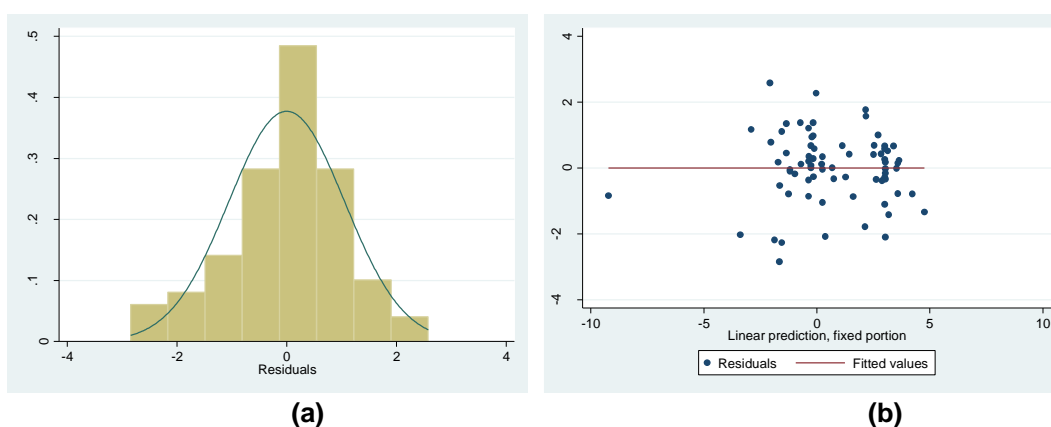 .5
.4
.3
.2
.1
0
-4 -2 0 2 4
Residuals
(a)
4
2
0
-2
-4
-10 -5 0 5 10
Linear prediction, fixed portion
Residuals Fitted values
(b)